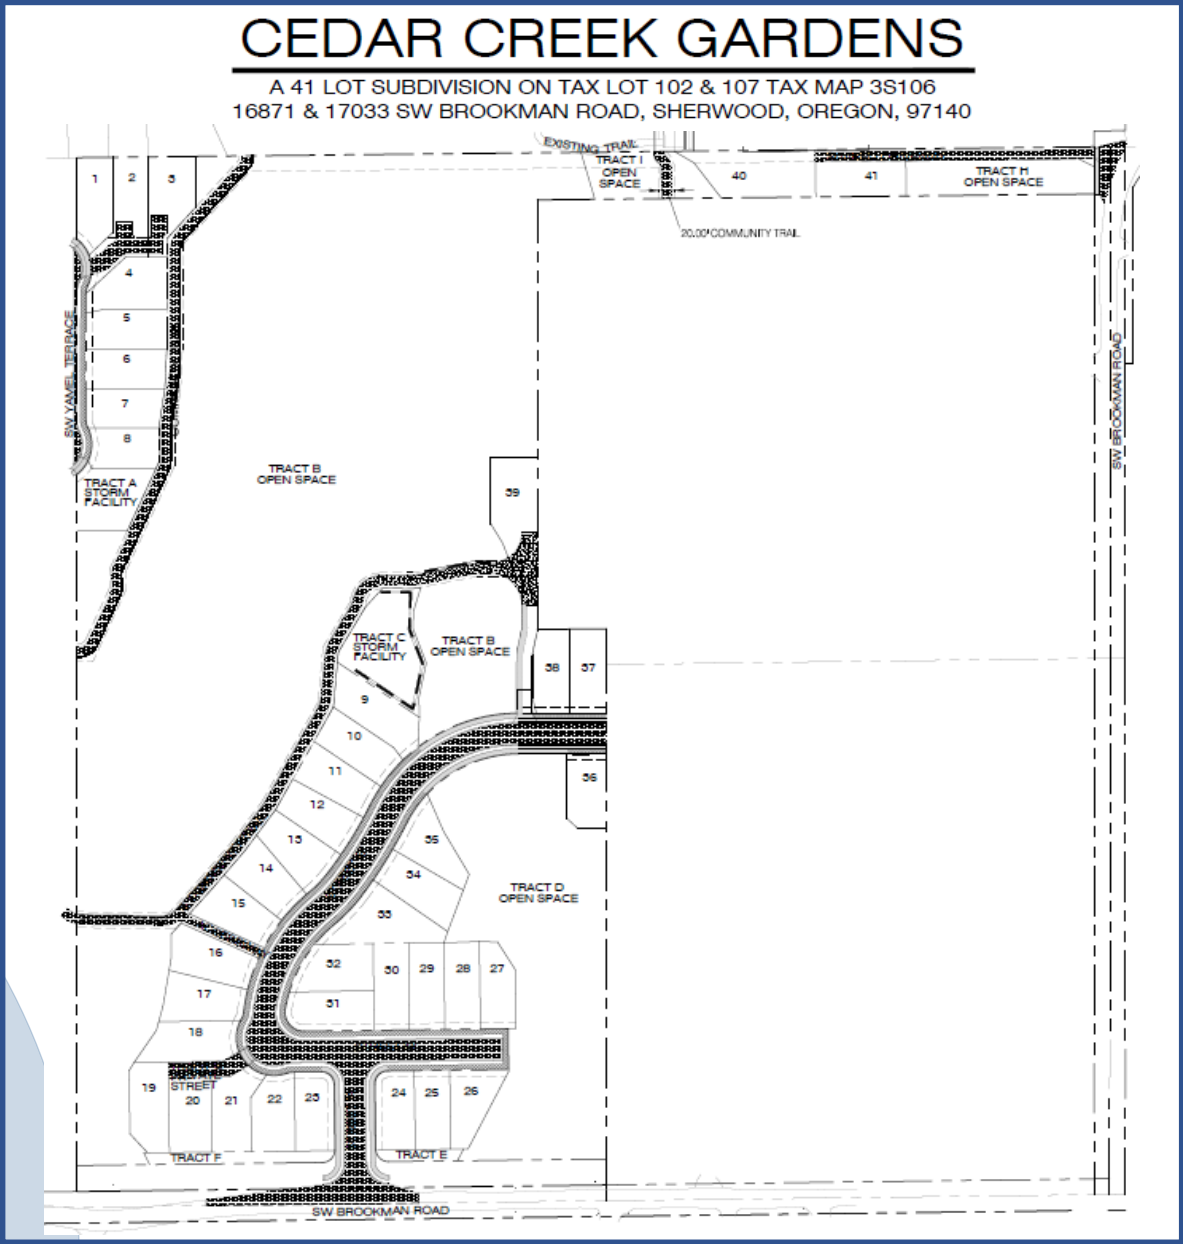 CEDAR CREEK GARDENS
A 41 LOT SUBDIVISION ON TAX LOT 102 & 107 TAX MAP 3S106
16871 & 17033 SW BROOKMAN ROAD, SHERWOOD, OREGON, 97140
EXISTING TRAIL
TRACT I
OPEN
SPACE
1
2
3
40
41
TRACT H
OPEN SPACE
20.00' COMMUNITY TRAIL
4
5
6
7
8
SW YAMEL TERRACE
SW BROOKMAN ROAD
TRACT A
STORM
FACILITY
TRACT B
OPEN SPACE
39
TRACT C
STORM
FACILITY
TRACT B
OPEN SPACE
38
37
9
10
11
12
13
14
15
36
35
34
33
TRACT D
OPEN SPACE
16
17
18
32
31
30
29
28
27
19
STREET
20
21
22
23
24
25
26
TRACT F
TRACT E
SW BROOKMAN ROAD